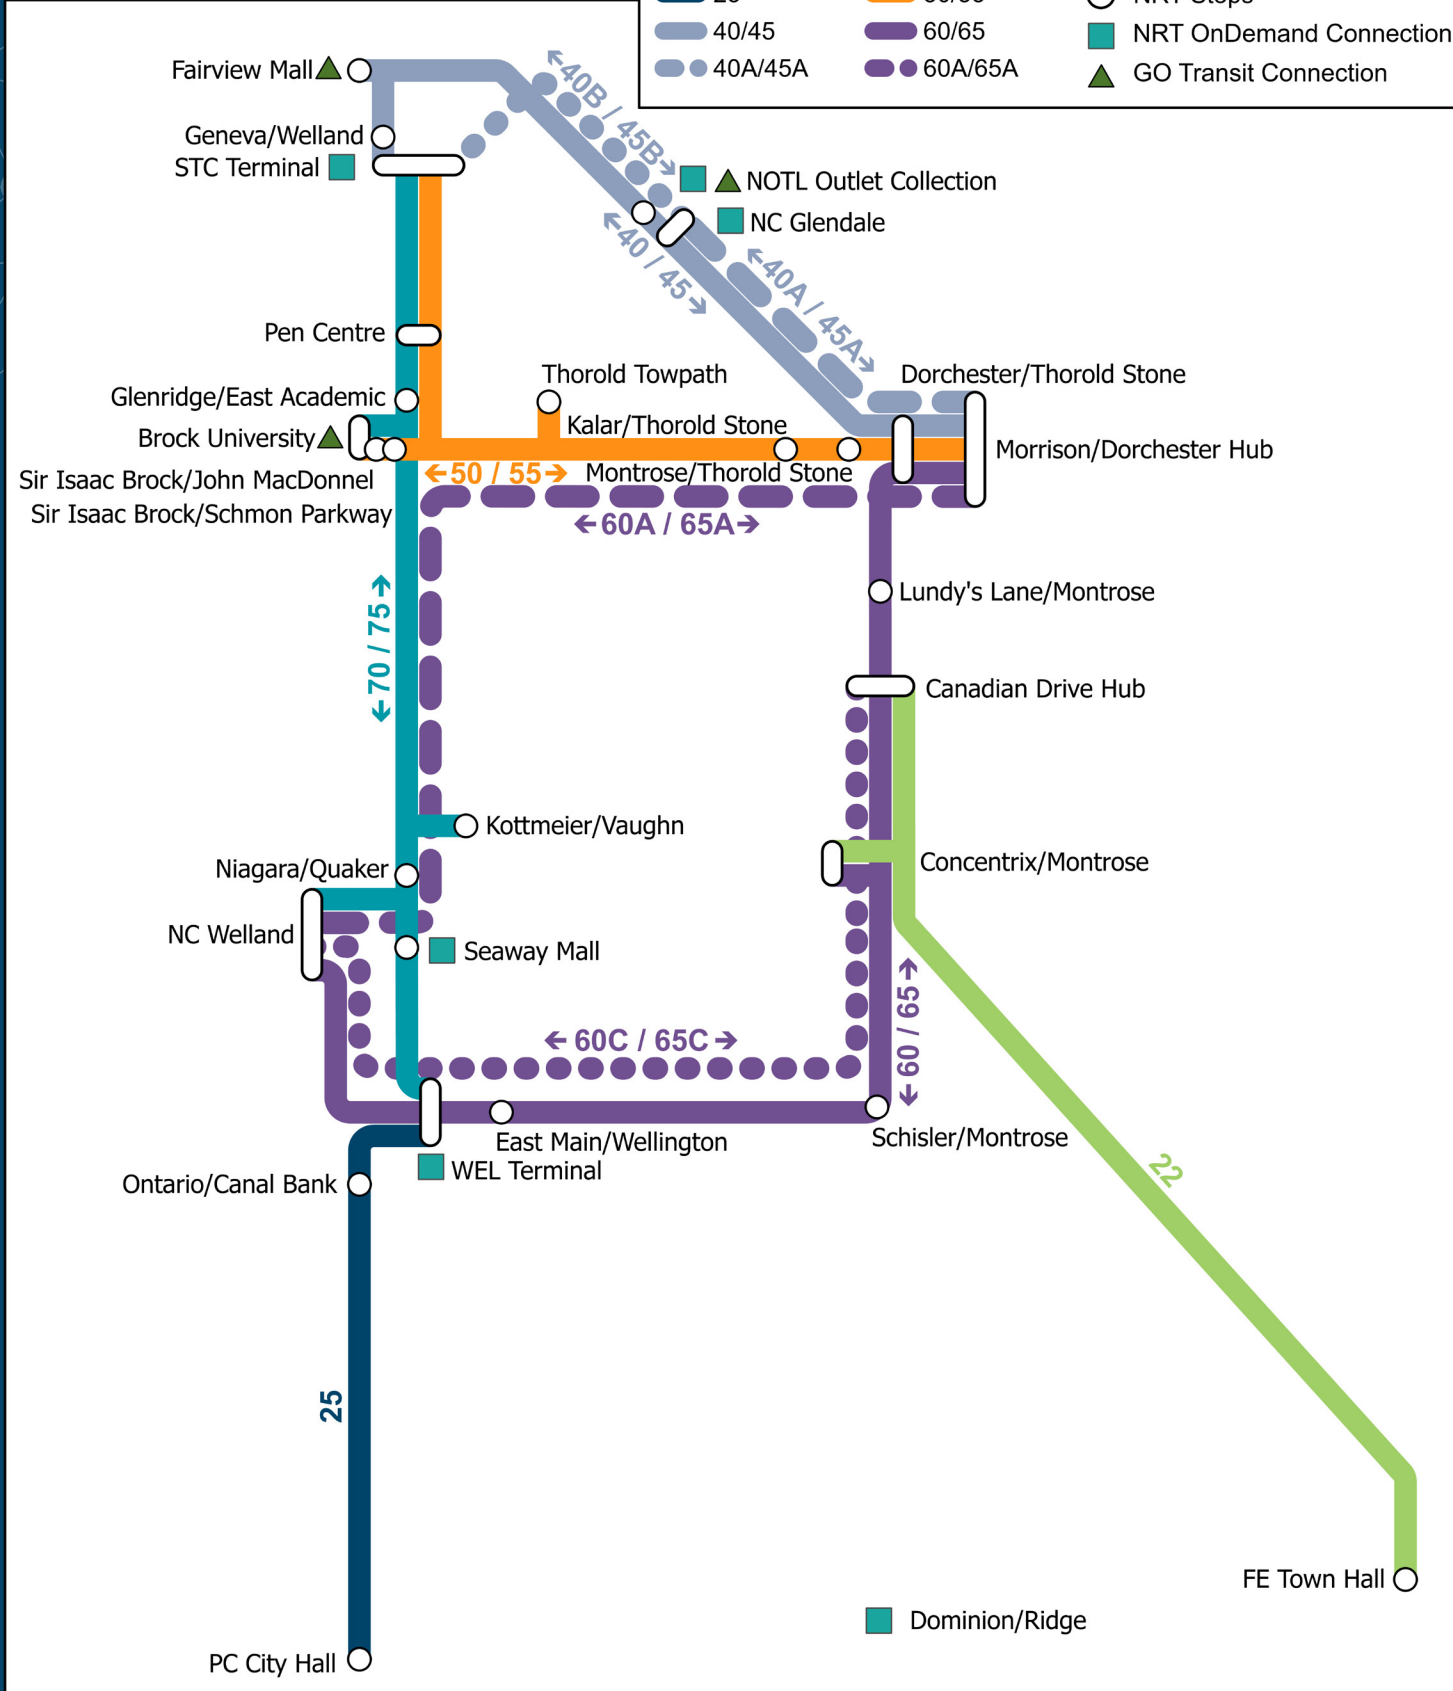 40/45
60/65
NRT OnDemand Connection
40A/45A
60A/65A
GO Transit Connection
Fairview Mall
←40B / 45B→
Geneva/Welland
STC Terminal
NOTL Outlet Collection
NC Glendale
←40 / 45→
←40A / 45A→
Pen Centre
Thorold Towpath
Dorchester/Thorold Stone
Glenridge/East Academic
Kalar/Thorold Stone
Brock University
Morrison/Dorchester Hub
←50 / 55→
Montrose/Thorold Stone
Sir Isaac Brock/John MacDonnel
Sir Isaac Brock/Schmon Parkway
←60A / 65A→
Lundy's Lane/Montrose
←70 / 75→
Canadian Drive Hub
Kottmeier/Vaughn
Niagara/Quaker
Concentrix/Montrose
NC Welland
Seaway Mall
←60C / 65C→
←60 / 65→
East Main/Wellington
Schisler/Montrose
WEL Terminal
Ontario/Canal Bank
22
25
FE Town Hall
Dominion/Ridge
PC City Hall